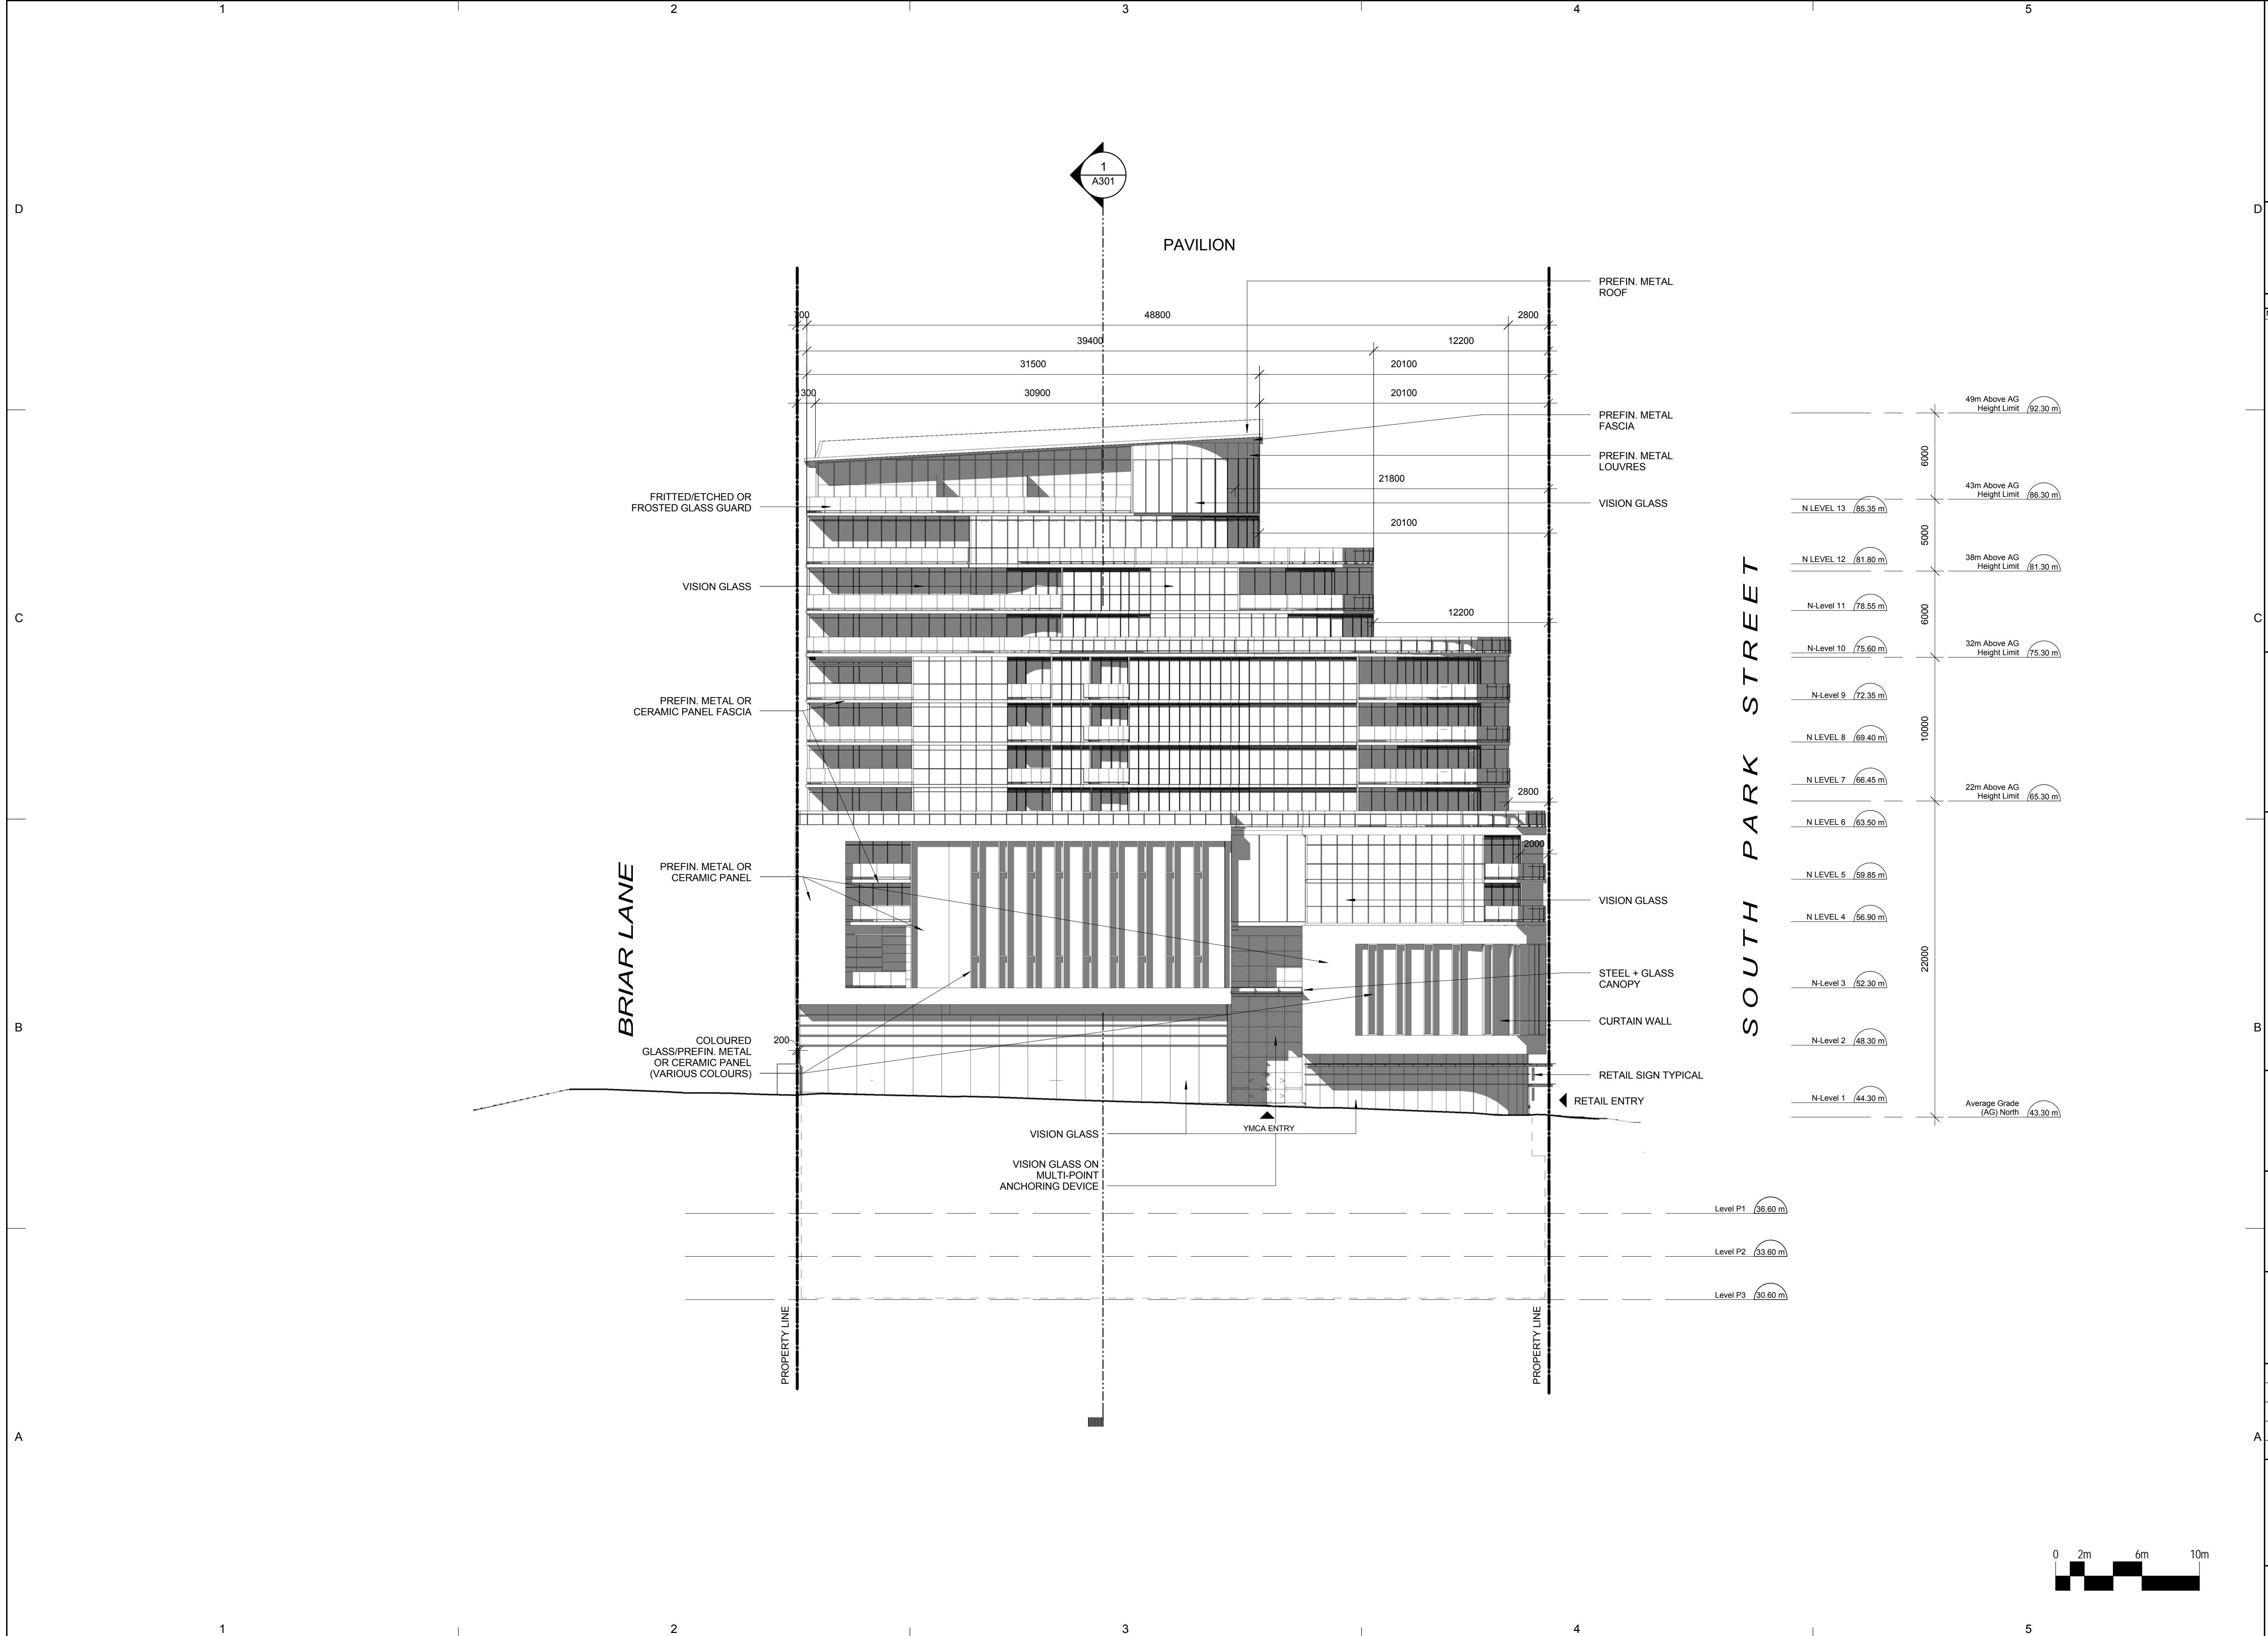 1
2
3
4
5
D
D
1
A301
PAVILION
PREFIN. METAL
ROOF
700
48800
2800
39400
12200
31500
20100
1300
30900
20100
49m Above AG
Height Limit
92.30 m
PREFIN. METAL
FASCIA
PREFIN. METAL
LOUVRES
6000
21800
43m Above AG
Height Limit
86.30 m
FRITTED/ETCHED OR
FROSTED GLASS GUARD
VISION GLASS
N LEVEL 13
85.35 m
20100
5000
N LEVEL 12
81.80 m
38m Above AG
Height Limit
81.30 m
VISION GLASS
N-Level 11
78.55 m
6000
C
C
12200
N-Level 10
75.60 m
32m Above AG
Height Limit
75.30 m
N-Level 9
72.35 m
PREFIN. METAL OR
CERAMIC PANEL FASCIA
10000
N LEVEL 8
69.40 m
N LEVEL 7
66.45 m
2800
22m Above AG
Height Limit
65.30 m
N LEVEL 6
63.50 m
SOUTH PARK STREET
2000
PREFIN. METAL OR
CERAMIC PANEL
N LEVEL 5
59.85 m
VISION GLASS
N LEVEL 4
56.90 m
BRIAR LANE
22000
STEEL + GLASS
CANOPY
N-Level 3
52.30 m
CURTAIN WALL
B
B
COLOURED
GLASS/PREFIN. METAL
OR CERAMIC PANEL
(VARIOUS COLOURS)
200
N-Level 2
48.30 m
RETAIL SIGN TYPICAL
RETAIL ENTRY
N-Level 1
44.30 m
Average Grade
(AG) North
43.30 m
YMCA ENTRY
VISION GLASS
VISION GLASS ON
MULTI-POINT
ANCHORING DEVICE
Level P1
36.60 m
Level P2
33.60 m
Level P3
30.60 m
PROPERTY LINE
PROPERTY LINE
A
A
0 2m 6m 10m
1
2
3
4
5